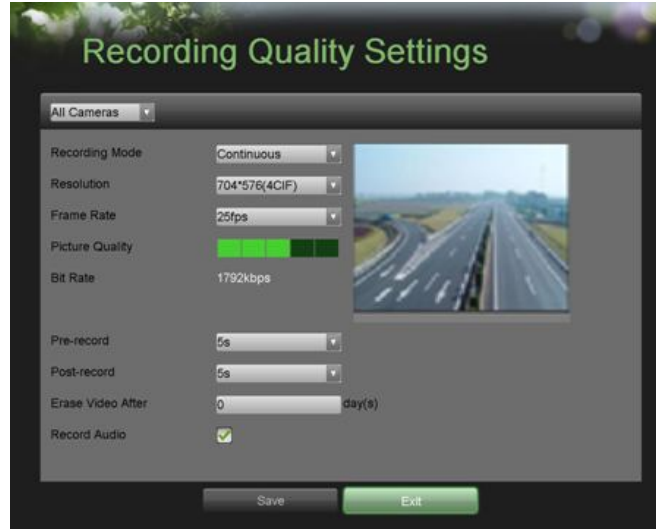 Recording Quality Settings
All Cameras
Recording Mode Continuous
Resolution 704*576(4CIF)
Frame Rate 25fps
Picture Quality
Bit Rate 1792kbps
Pre-record 5s
Post-record 5s
Erase Video After 0 day(s)
Record Audio
Save Exit